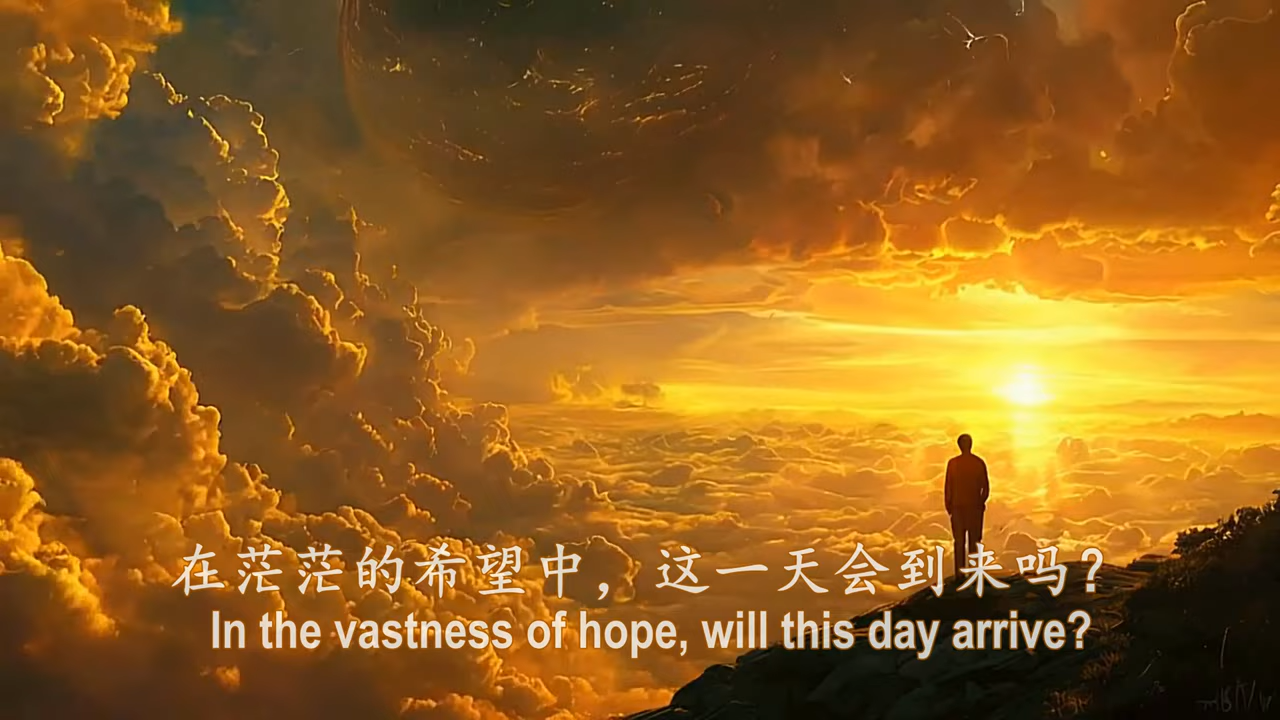 在茫茫的希望中，这一天会到来吗？
In the vastness of hope, will this day arrive?